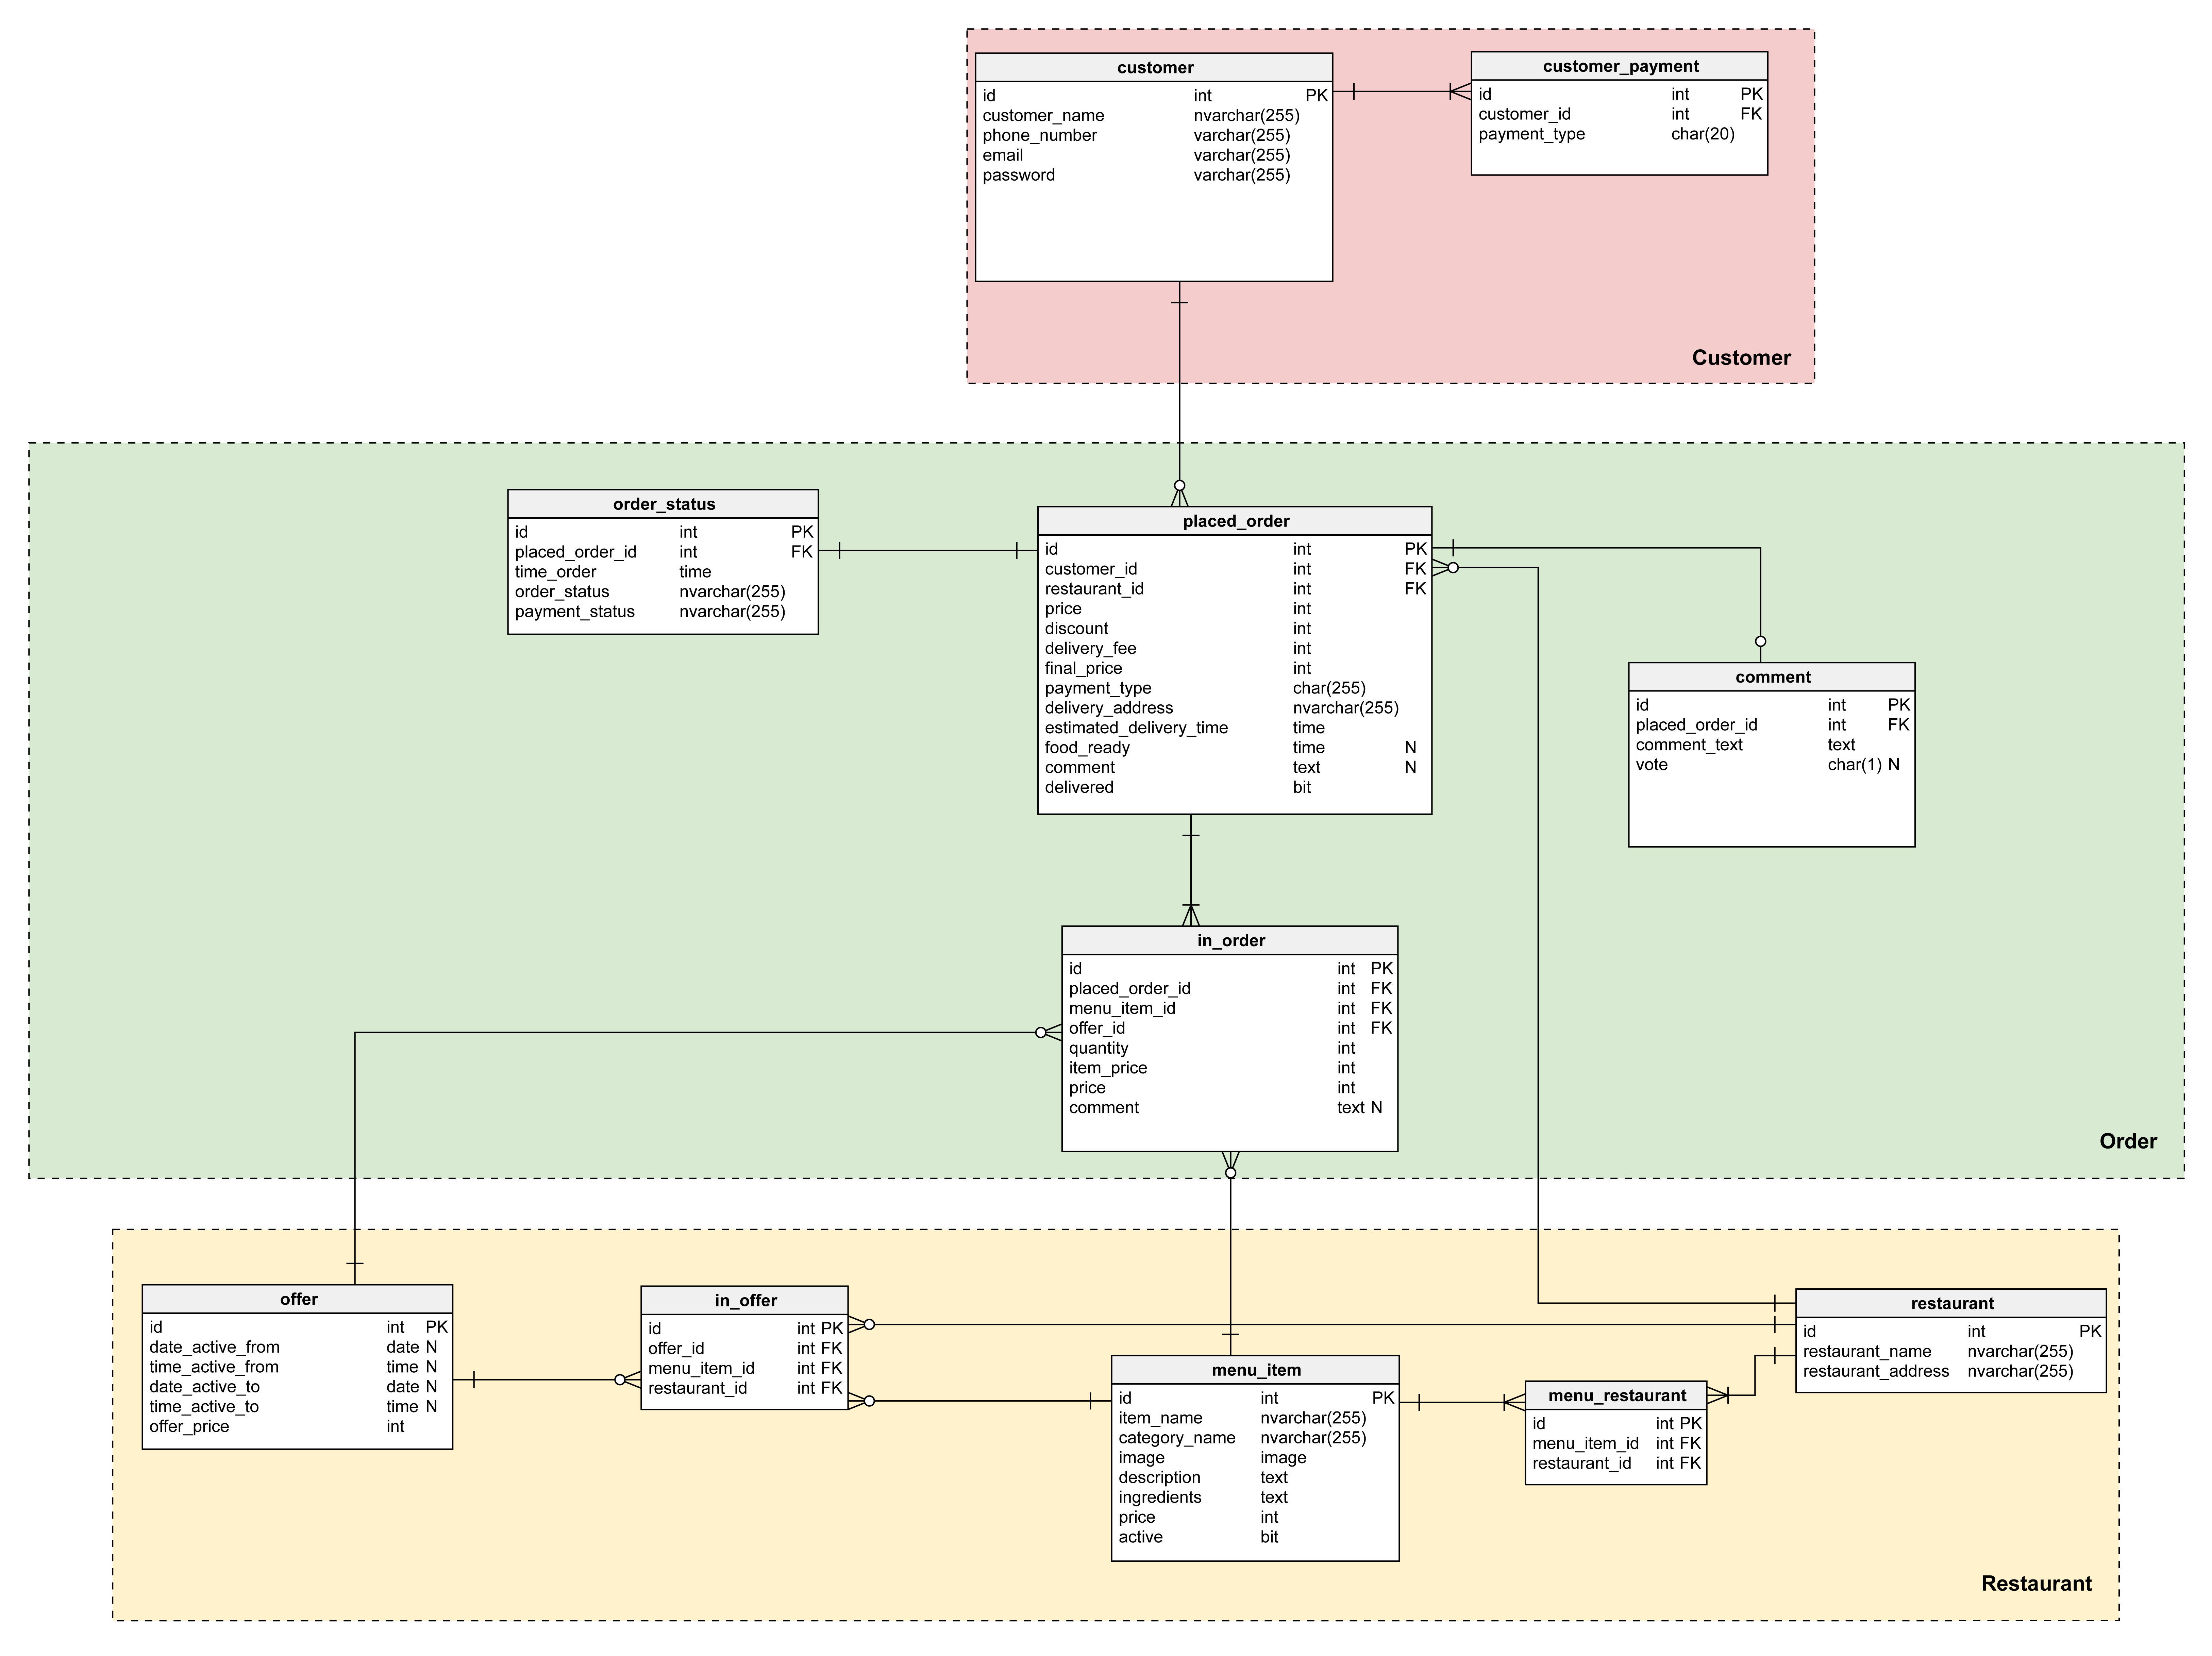 customer
id int PK
customer_name nvarchar(255)
phone_number varchar(255)
email varchar(255)
password varchar(255)
customer_payment
id int PK
customer_id int FK
payment_type char(20)
Customer
order_status
id int PK
placed_order_id int FK
time_order time
order_status nvarchar(255)
payment_status nvarchar(255)
placed_order
id int PK
customer_id int FK
restaurant_id int FK
price int
discount int
delivery_fee int
final_price int
payment_type char(255)
delivery_address nvarchar(255)
estimated_delivery_time time
food_ready time N
comment text N
delivered bit
comment
id int PK
placed_order_id int FK
comment_text text
vote char(1) N
in_order
id int PK
placed_order_id int FK
menu_item_id int FK
offer_id int FK
quantity int
item_price int
price int
comment text N
Order
offer
id int PK
date_active_from date N
time_active_from time N
date_active_to date N
time_active_to time N
offer_price int
in_offer
id int PK
offer_id int FK
menu_item_id int FK
restaurant_id int FK
menu_item
id int PK
item_name nvarchar(255)
category_name nvarchar(255)
image image
description text
ingredients text
price int
active bit
menu_restaurant
id int PK
menu_item_id int FK
restaurant_id int FK
restaurant
id int PK
restaurant_name nvarchar(255)
restaurant_address nvarchar(255)
Restaurant